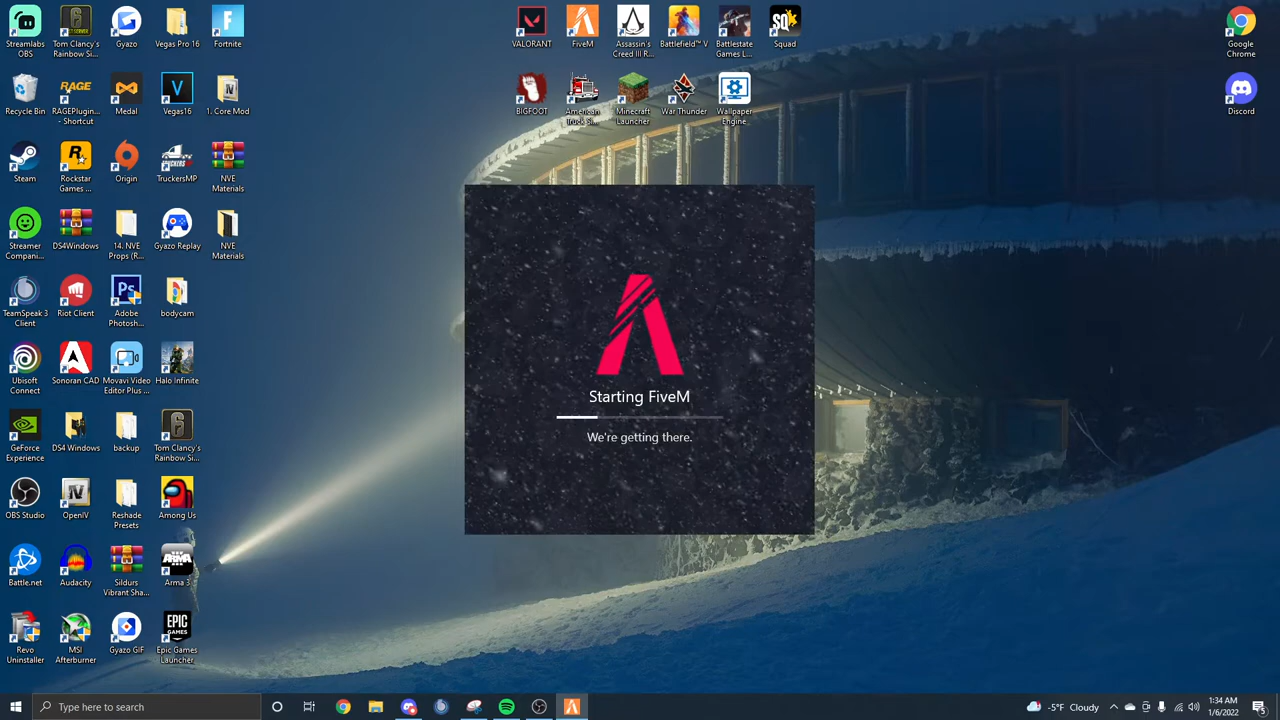 Streamlabs
OBS
Tom Clancy's
Rainbow Si...
Gyazo
Vegas Pro 16
Fortnite
VALORANT
FiveM
Assassin's
Creed III R...
Battlefield™ V
Battlestate
Games L...
Squad
Google
Chrome
Recycle Bin
RAGEPlugin...
- Shortcut
Medal
Vegas16
1. Core Mod
BIGFOOT
American
Truck Si...
Minecraft
Launcher
War Thunder
Wallpaper
Engine
Discord
Steam
Rockstar
Games ...
Origin
TruckersMP
NVE
Materials
Streamer
Compani...
DS4Windows
14. NVE
Props (R...
Gyazo Replay
NVE
Materials
TeamSpeak 3
Client
Riot Client
Adobe
Photosh...
bodycam
Ubisoft
Connect
Sonoran CAD
Movavi Video
Editor Plus ...
Halo Infinite
GeForce
Experience
DS4 Windows
backup
Tom Clancy's
Rainbow Si...
OBS Studio
OpenIV
Reshade
Presets
Among Us
Battle.net
Audacity
Sildurs
Vibrant Sha...
Arma 3
Revo
Uninstaller
MSI
Afterburner
Gyazo GIF
Epic Games
Launcher
Starting FiveM
We're getting there.
Type here to search
-5°F Cloudy
1:34 AM
1/6/2022